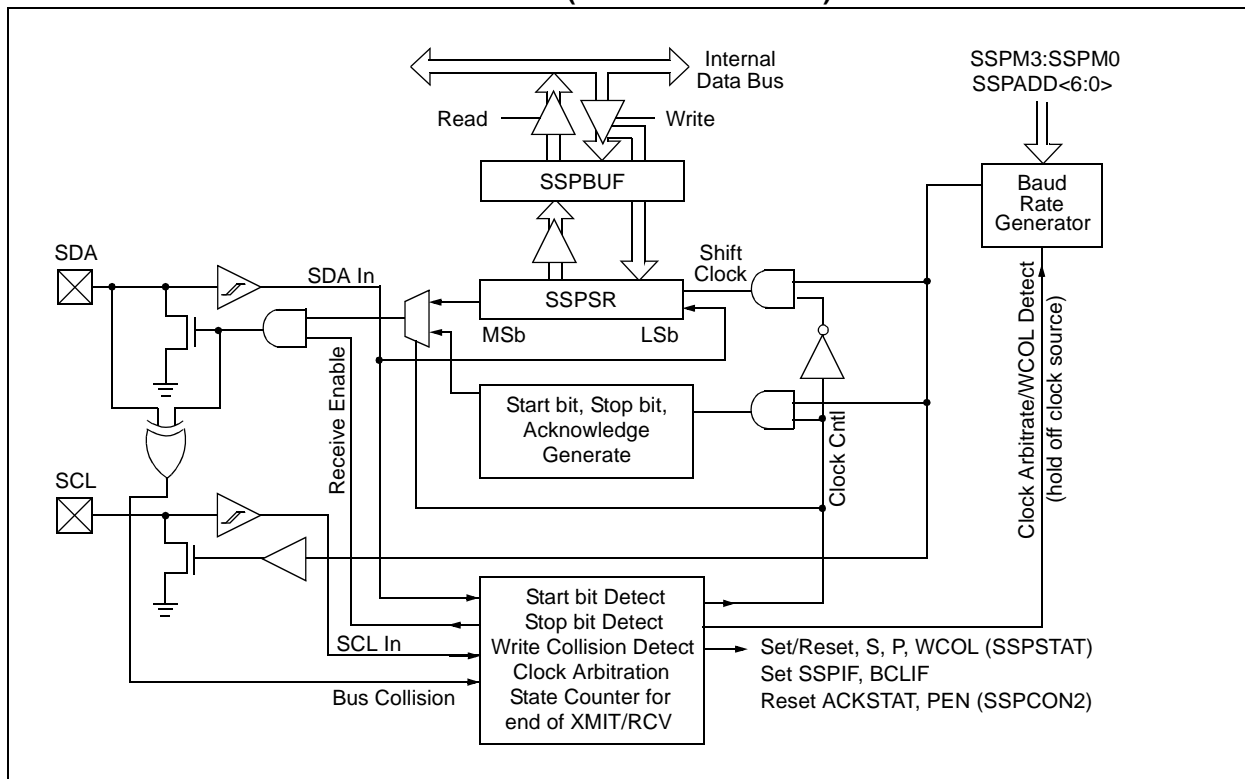 Internal
Data Bus
SSPM3:SSPM0
SSPADD<6:0>
Read
Write
SSPBUF
Baud
Rate
Generator
SDA
SDA In
Shift
Clock
SSPSR
MSb
LSb
Receive Enable
Start bit, Stop bit,
Acknowledge
Generate
Clock Cntl
Clock Arbitrate/WCOL Detect
(hold off clock source)
SCL
SCL In
Bus Collision
Start bit Detect
Stop bit Detect
Write Collision Detect
Clock Arbitration
State Counter for
end of XMIT/RCV
Set/Reset, S, P, WCOL (SSPSTAT)
Set SSPIF, BCLIF
Reset ACKSTAT, PEN (SSPCON2)